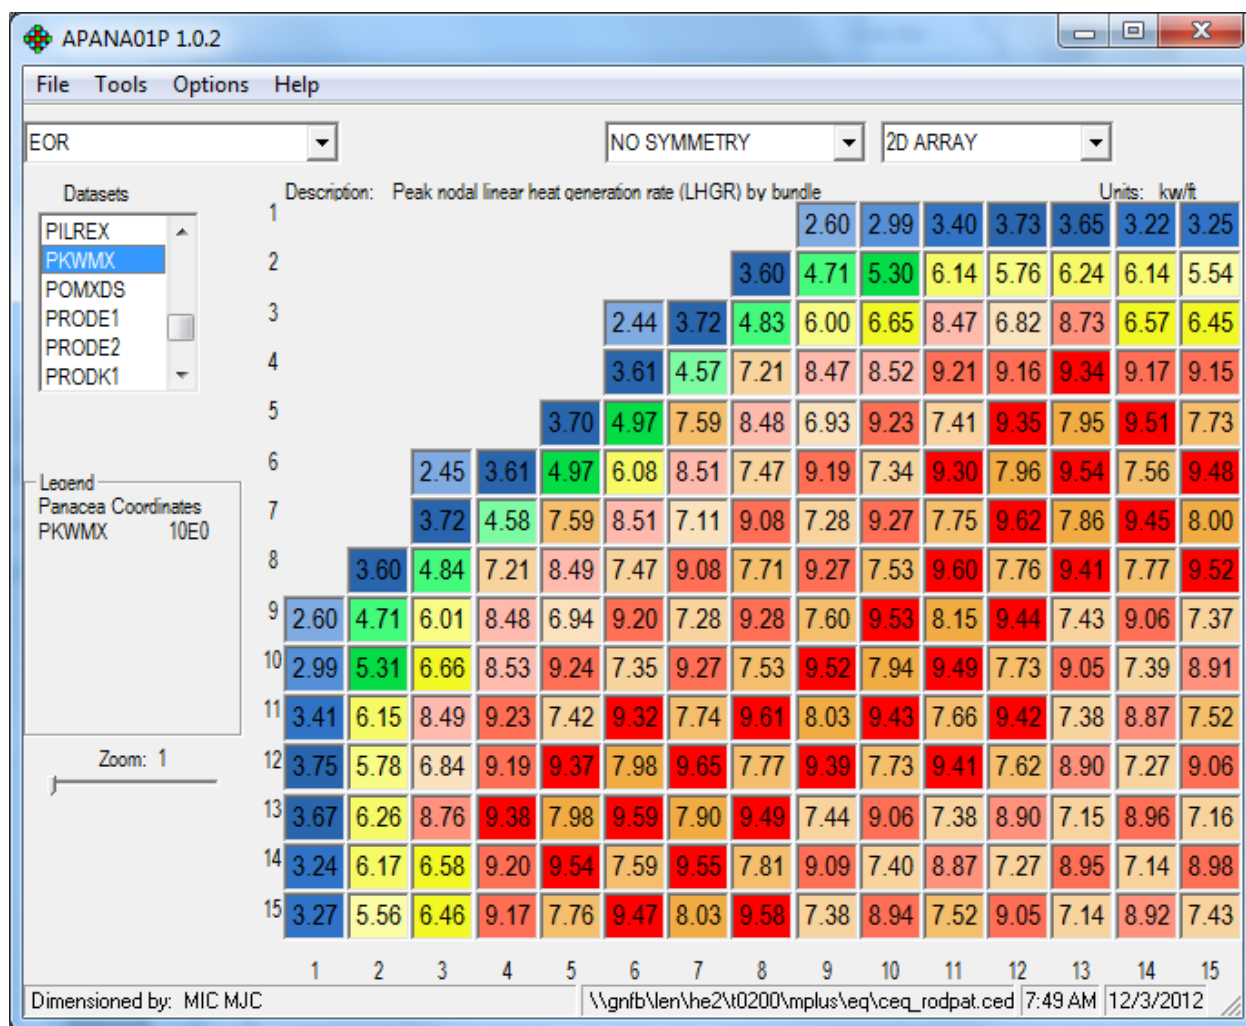 APANA01P 1.0.2
File Tools Options Help
EOR NO SYMMETRY 2D ARRAY
Datasets
PILREX
PKWMX
POMXDS
PRODE1
PRODE2
PRODK1
Legend
Panacea Coordinates
PKWMX 10E0
Zoom: 1
Description: Peak nodal linear heat generation rate (LHGR) by bundle Units: kw/ft
1 2.60 2.99 3.40 3.73 3.65 3.22 3.25
2 3.60 4.71 5.30 6.14 5.76 6.24 6.14 5.54
3 2.44 3.72 4.83 6.00 6.65 8.47 6.82 8.73 6.57 6.45
4 3.61 4.57 7.21 8.47 8.52 9.21 9.16 9.34 9.17 9.15
5 3.70 4.97 7.59 8.48 6.93 9.23 7.41 9.35 7.95 9.51 7.73
6 2.45 3.61 4.97 6.08 8.51 7.47 9.19 7.34 9.30 7.96 9.54 7.56 9.48
7 3.72 4.58 7.59 8.51 7.11 9.08 7.28 9.27 7.75 9.62 7.86 9.45 8.00
8 3.60 4.84 7.21 8.49 7.47 9.08 7.71 9.27 7.53 9.60 7.76 9.41 7.77 9.52
9 2.60 4.71 6.01 8.48 6.94 9.20 7.28 9.28 7.60 9.53 8.15 9.44 7.43 9.06 7.37
10 2.99 5.31 6.66 8.53 9.24 7.35 9.27 7.53 9.52 7.94 9.49 7.73 9.05 7.39 8.91
11 3.41 6.15 8.49 9.23 7.42 9.32 7.74 9.61 8.03 9.43 7.66 9.42 7.38 8.87 7.52
12 3.75 5.78 6.84 9.19 9.37 7.98 9.65 7.77 9.39 7.73 9.41 7.62 8.90 7.27 9.06
13 3.67 6.26 8.76 9.38 7.98 9.59 7.90 9.49 7.44 9.06 7.38 8.90 7.15 8.96 7.16
14 3.24 6.17 6.58 9.20 9.54 7.59 9.55 7.81 9.09 7.40 8.87 7.27 8.95 7.14 8.98
15 3.27 5.56 6.46 9.17 7.76 9.47 8.03 9.58 7.38 8.94 7.52 9.05 7.14 8.92 7.43
1 2 3 4 5 6 7 8 9 10 11 12 13 14 15
Dimensioned by: MIC MJC \\gnfb\len\he2\t0200\mplus\eq\ceq_rodpat.ced 7:49 AM 12/3/2012